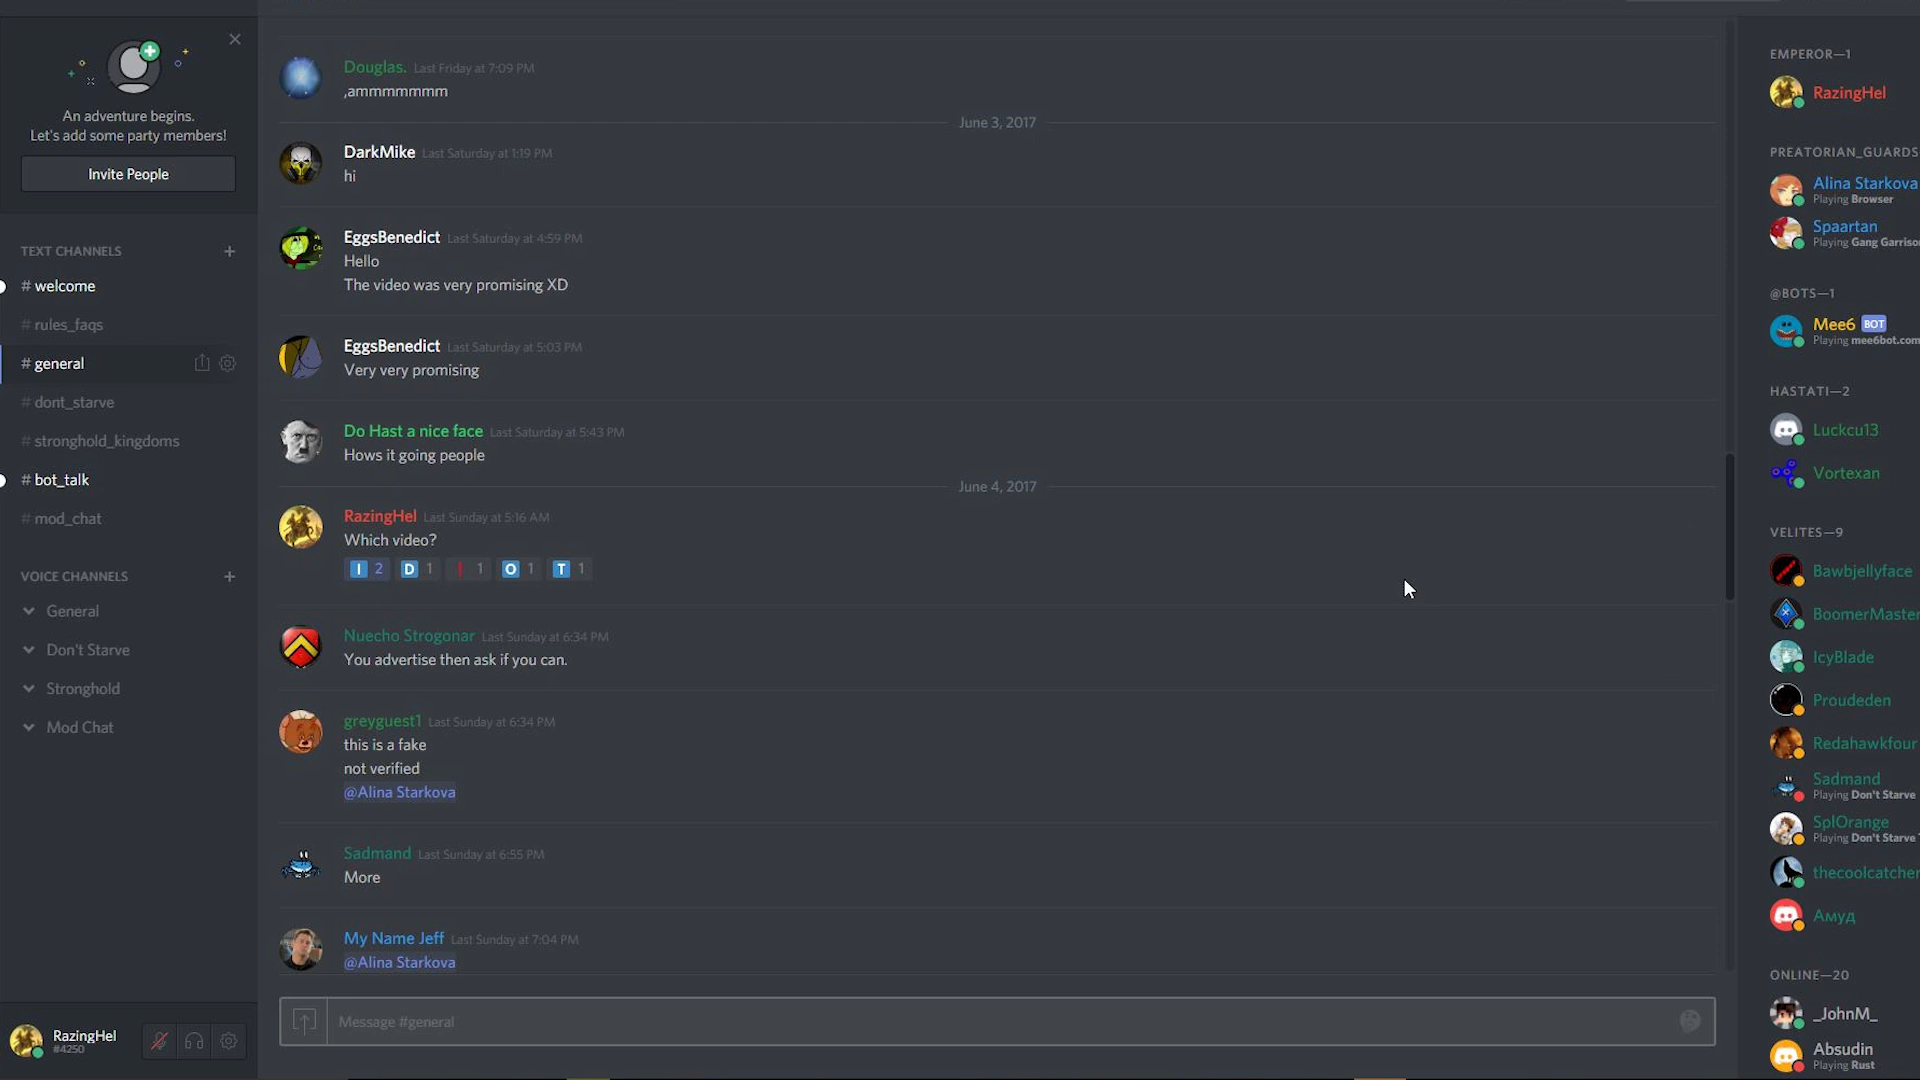 An adventure begins.
Let's add some party members!
Invite People
TEXT CHANNELS
# welcome
# rules_faqs
# general
# dont_starve
# stronghold_kingdoms
# bot_talk
# mod_chat
VOICE CHANNELS
General
Don't Starve
Stronghold
Mod Chat
RazingHel
#4250
Douglas. Last Friday at 7:09 PM
,ammmmmmm
June 3, 2017
DarkMike Last Saturday at 1:19 PM
hi
EggsBenedict Last Saturday at 4:59 PM
Hello
The video was very promising XD
EggsBenedict Last Saturday at 5:03 PM
Very very promising
Do Hast a nice face Last Saturday at 5:43 PM
Hows it going people
June 4, 2017
RazingHel Last Sunday at 5:16 AM
Which video?
I 2 D 1 ! 1 O 1 T 1
Nuecho Strogonar Last Sunday at 6:34 PM
You advertise then ask if you can.
greyguest1 Last Sunday at 6:34 PM
this is a fake
not verified
@Alina Starkova
Sadmand Last Sunday at 6:55 PM
More
My Name Jeff Last Sunday at 7:04 PM
@Alina Starkova
Message #general
EMPEROR—1
RazingHel
PREATORIAN_GUARDS
Alina Starkova
Playing Browser
Spaartan
Playing Gang Garriso
@BOTS—1
Mee6 BOT
Playing mee6bot.com
HASTATI—2
Luckcu13
Vortexan
VELITES—9
Bawbjellyface
BoomerMaster
IcyBlade
Proudeden
Redahawkfour
Sadmand
Playing Don't Starve
SplOrange
Playing Don't Starve
thecoolcatcher
Амуд
ONLINE—20
_JohnM_
Absudin
Playing Rust